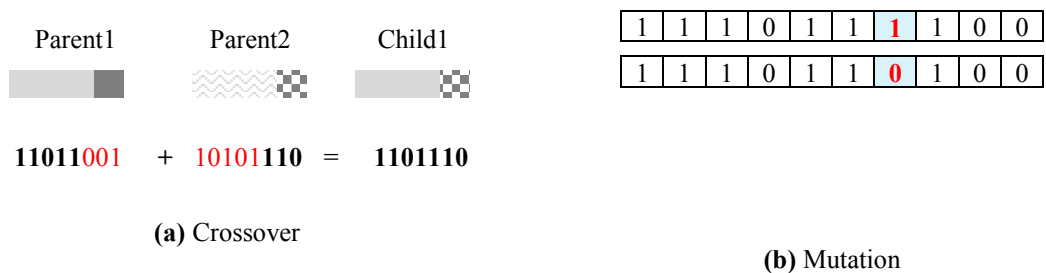 Parent1 Parent2 Child1
11011001 + 10101110 = 1101110
(a) Crossover
1 1 1 0 1 1 1 1 0 0
1 1 1 0 1 1 0 1 0 0
(b) Mutation